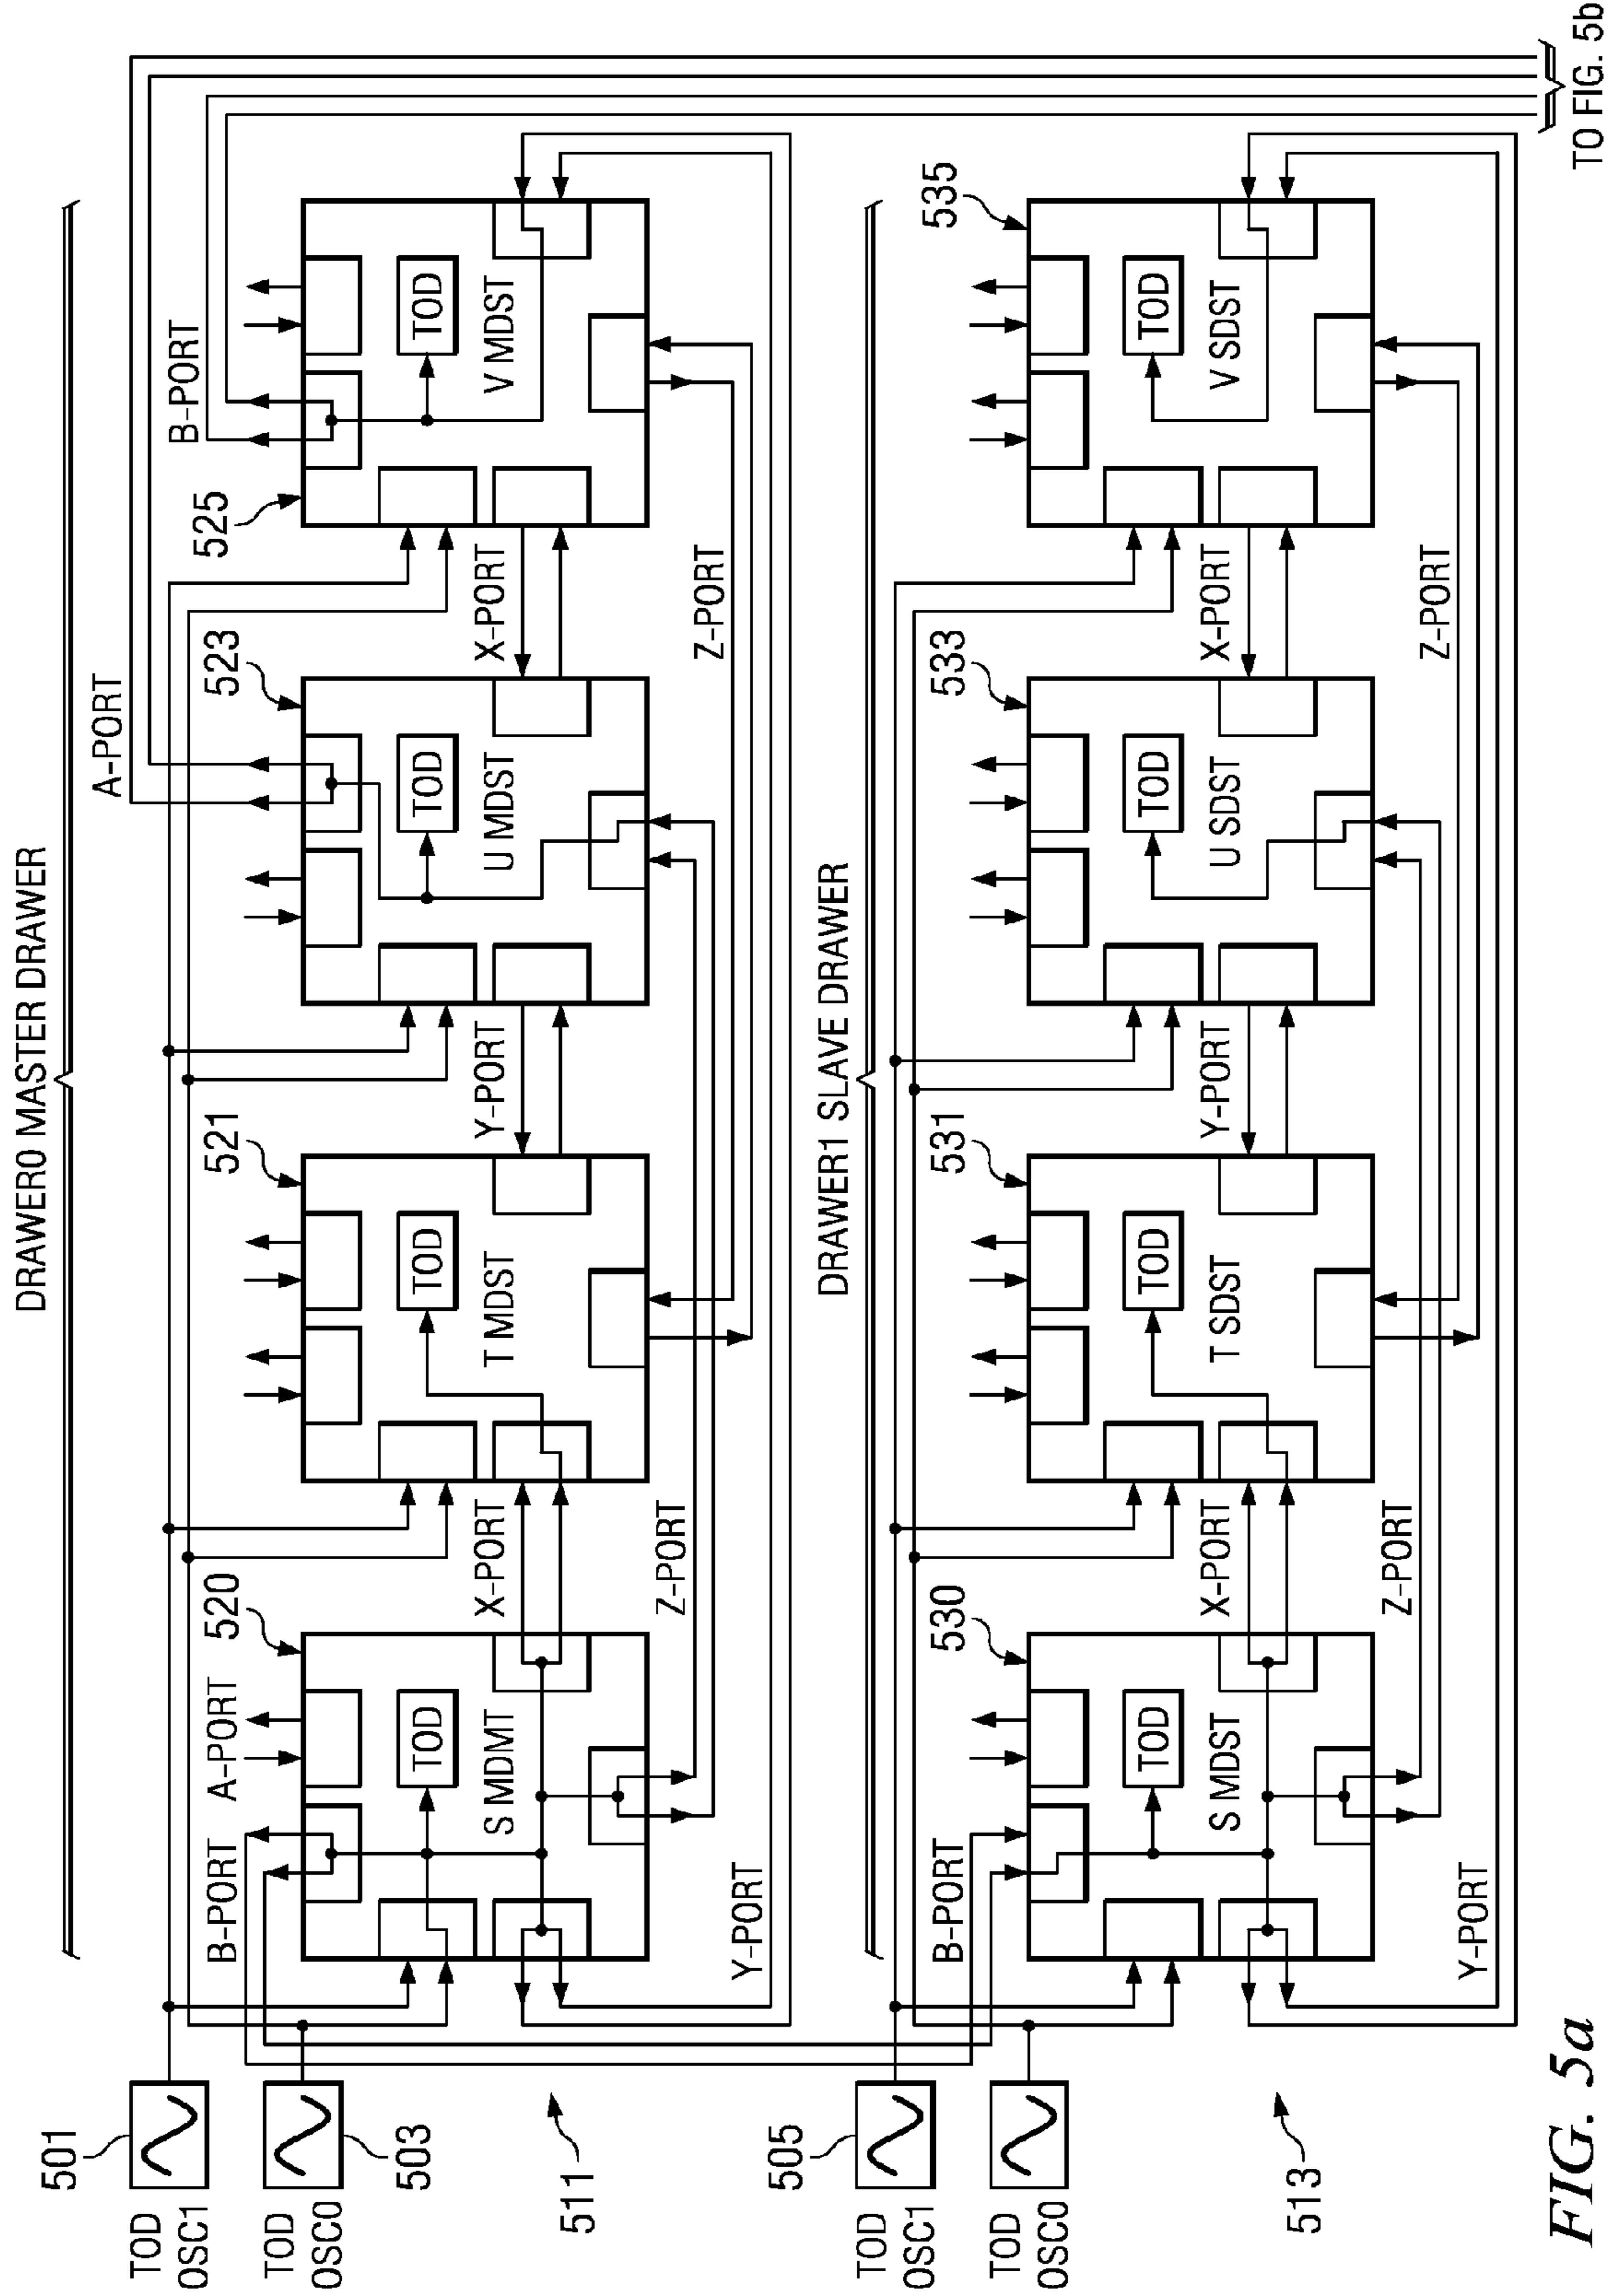 DRAWER0 MASTER DRAWER
TOD
OSC1
501
TOD
OSC0
503
511
B-PORT
A-PORT
520
TOD
S MDMT
X-PORT
521
TOD
T MDST
Y-PORT
A-PORT
523
TOD
U MDST
X-PORT
B-PORT
525
TOD
V MDST
Z-PORT
Z-PORT
Y-PORT
DRAWER1 SLAVE DRAWER
TOD
OSC1
505
TOD
OSC0
513
B-PORT
530
TOD
S MDST
X-PORT
531
TOD
T SDST
Y-PORT
533
TOD
U SDST
X-PORT
535
TOD
V SDST
Z-PORT
Z-PORT
Y-PORT
TO FIG. 5b
FIG. 5a